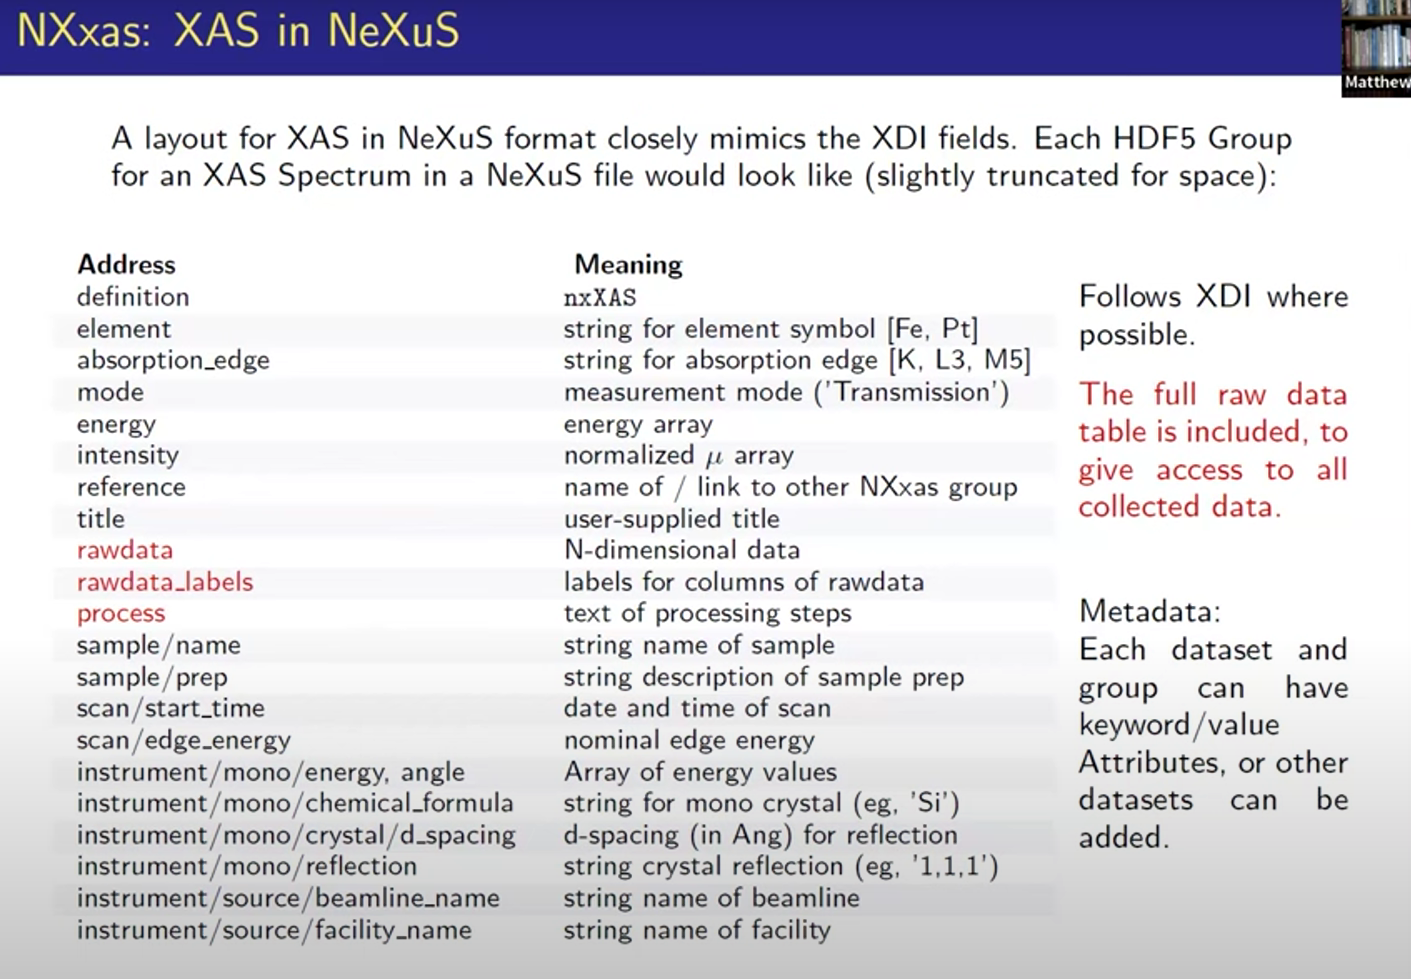 NXxas: XAS in NeXuS
Matthew
A layout for XAS in NeXuS format closely mimics the XDI fields. Each HDF5 Group
for an XAS Spectrum in a NeXuS file would look like (slightly truncated for space):
Address Meaning
definition nxXAS
element string for element symbol [Fe, Pt]
absorption_edge string for absorption edge [K, L3, M5]
mode measurement mode ('Transmission')
energy energy array
intensity normalized μ array
reference name of / link to other NXxas group
title user-supplied title
rawdata N-dimensional data
rawdata_labels labels for columns of rawdata
process text of processing steps
sample/name string name of sample
sample/prep string description of sample prep
scan/start_time date and time of scan
scan/edge_energy nominal edge energy
instrument/mono/energy, angle Array of energy values
instrument/mono/chemical_formula string for mono crystal (eg, 'Si')
instrument/mono/crystal/d_spacing d-spacing (in Ang) for reflection
instrument/mono/reflection string crystal reflection (eg, '1,1,1')
instrument/source/beamline_name string name of beamline
instrument/source/facility_name string name of facility
Follows XDI where
possible.
The full raw data
table is included, to
give access to all
collected data.
Metadata:
Each dataset and
group can have
keyword/value
Attributes, or other
datasets can be
added.